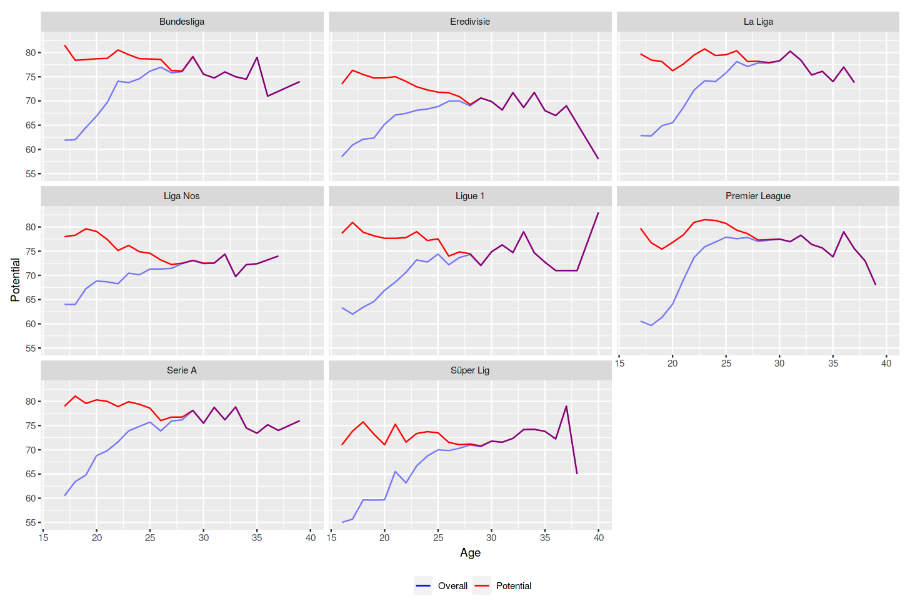 Bundesliga
Eredivisie
La Liga
80
75
70
65
60
55
Liga Nos
Ligue 1
Premier League
80
75
70
65
60
55
Potential
15 20 25 30 35 40
Serie A
Süper Lig
80
75
70
65
60
55
15 20 25 30 35 40 15 20 25 30 35 40
Age
Overall Potential